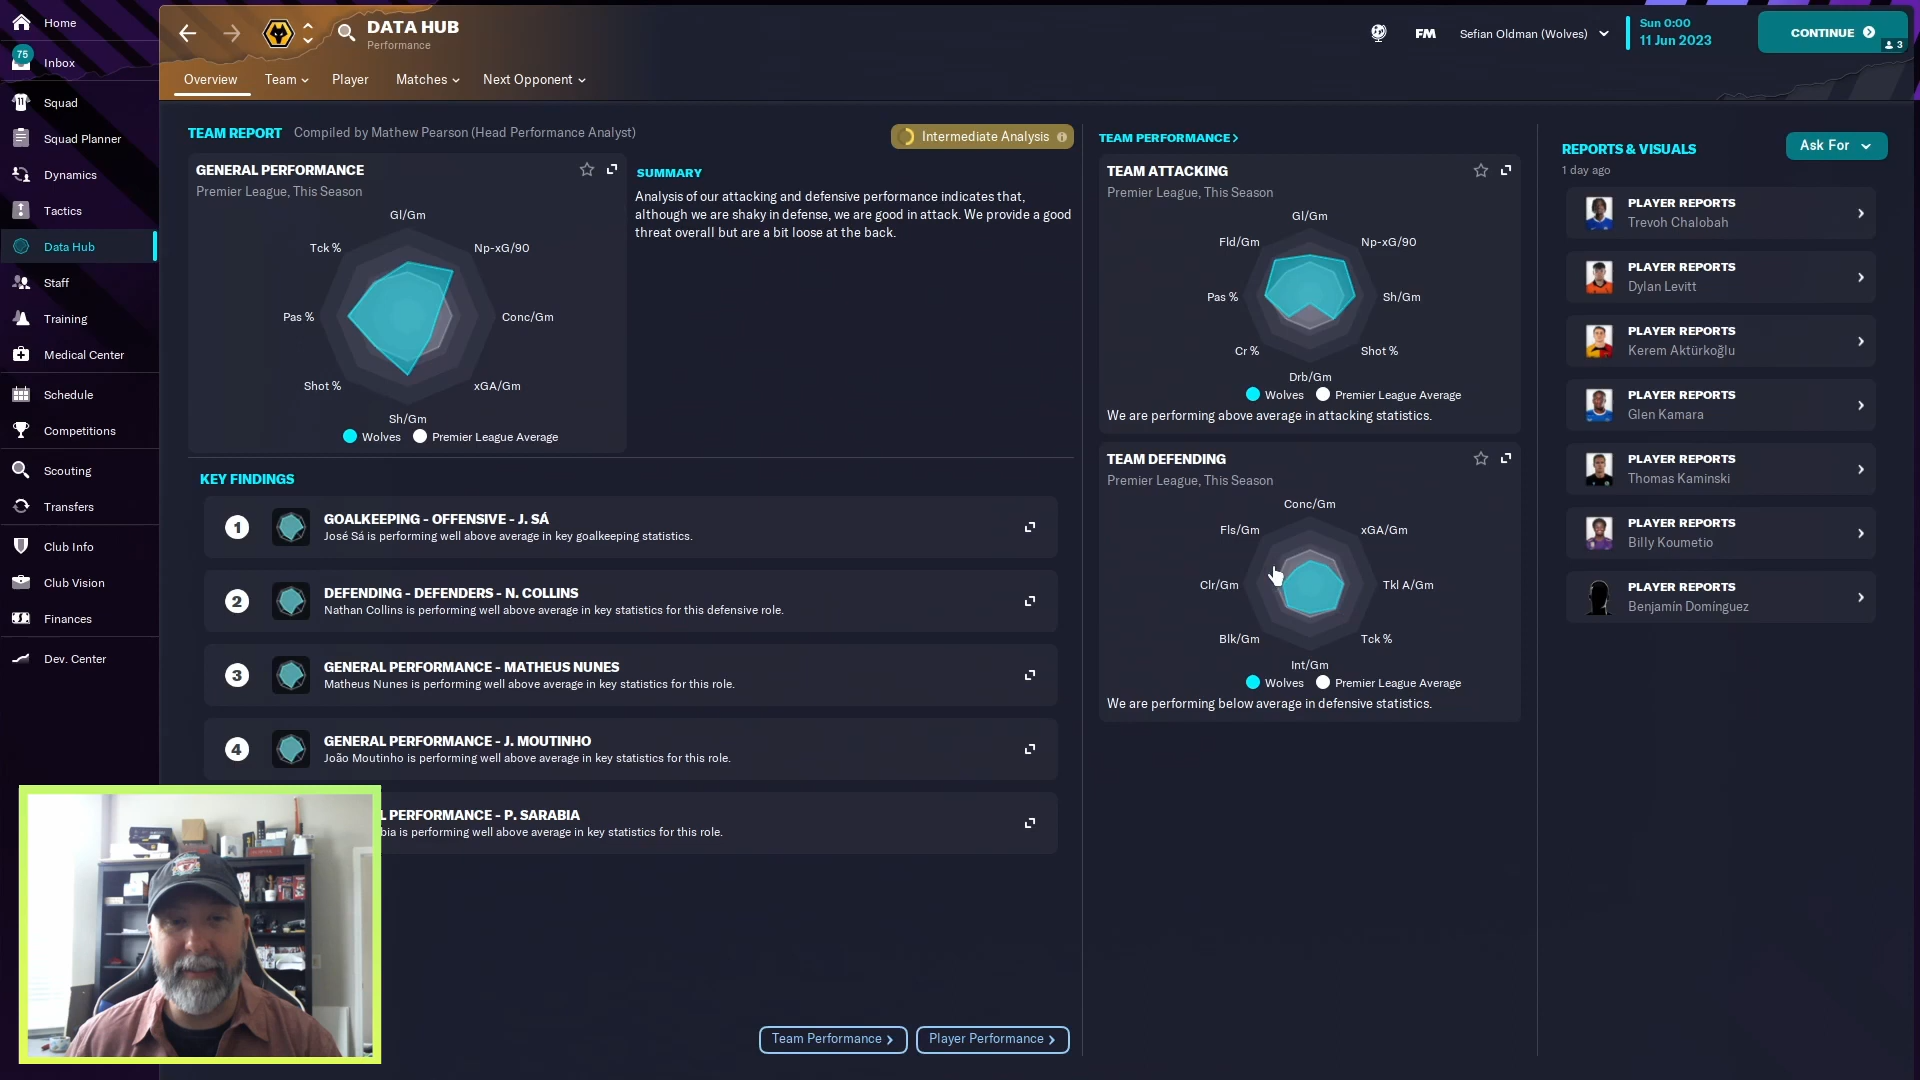 Home
75
Inbox
Squad
Squad Planner
Dynamics
Tactics
Data Hub
Staff
Training
Medical Center
Schedule
Competitions
Scouting
Transfers
Club Info
Club Vision
Finances
Dev. Center
DATA HUB
Performance
FM
Sefian Oldman (Wolves)
Sun 0:00
11 Jun 2023
CONTINUE
3
Overview
Team
Player
Matches
Next Opponent
TEAM REPORT
Compiled by Mathew Pearson (Head Performance Analyst)
Intermediate Analysis
GENERAL PERFORMANCE
Premier League, This Season
Gl/Gm
Tck %
Np-xG/90
Pas %
Conc/Gm
Shot %
xGA/Gm
Sh/Gm
Wolves
Premier League Average
SUMMARY
Analysis of our attacking and defensive performance indicates that,
although we are shaky in defense, we are good in attack. We provide a good
threat overall but are a bit loose at the back.
KEY FINDINGS
1
GOALKEEPING - OFFENSIVE - J. SÁ
José Sá is performing well above average in key goalkeeping statistics.
2
DEFENDING - DEFENDERS - N. COLLINS
Nathan Collins is performing well above average in key statistics for this defensive role.
3
GENERAL PERFORMANCE - MATHEUS NUNES
Matheus Nunes is performing well above average in key statistics for this role.
4
GENERAL PERFORMANCE - J. MOUTINHO
João Moutinho is performing well above average in key statistics for this role.
L PERFORMANCE - P. SARABIA
bia is performing well above average in key statistics for this role.
Team Performance
Player Performance
TEAM PERFORMANCE
TEAM ATTACKING
Premier League, This Season
Gl/Gm
Fld/Gm
Np-xG/90
Pas %
Sh/Gm
Cr %
Shot %
Drb/Gm
Wolves
Premier League Average
We are performing above average in attacking statistics.
TEAM DEFENDING
Premier League, This Season
Conc/Gm
Fls/Gm
xGA/Gm
Clr/Gm
Tkl A/Gm
Blk/Gm
Tck %
Int/Gm
Wolves
Premier League Average
We are performing below average in defensive statistics.
REPORTS & VISUALS
Ask For
1 day ago
PLAYER REPORTS
Trevoh Chalobah
PLAYER REPORTS
Dylan Levitt
PLAYER REPORTS
Kerem Aktürkoğlu
PLAYER REPORTS
Glen Kamara
PLAYER REPORTS
Thomas Kaminski
PLAYER REPORTS
Billy Koumetio
PLAYER REPORTS
Benjamín Domínguez